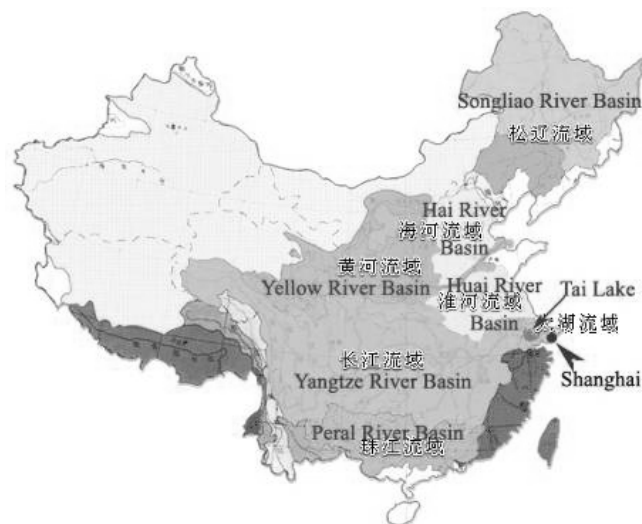 Songliao River Basin
松辽流域
Hai River
海河流域
Basin
黄河流域
Yellow River Basin
Huai River
淮河流域
Basin
Tai Lake
太湖流域
Shanghai
长江流域
Yangtze River Basin
Peral River Basin
珠江流域